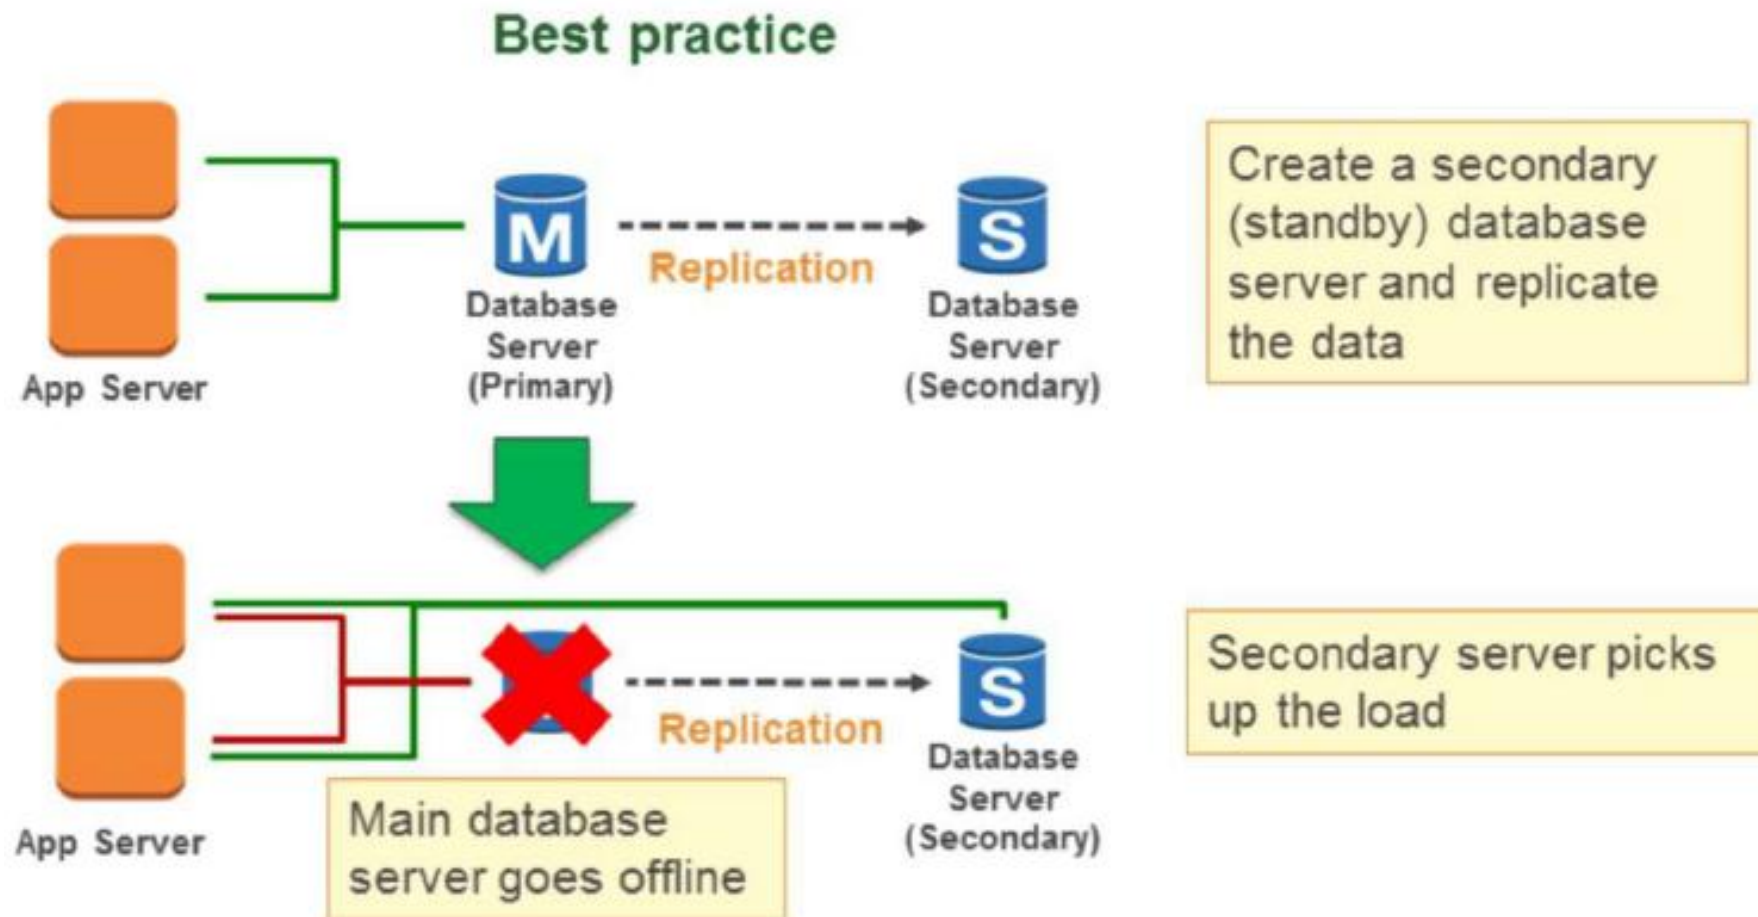 Best practice
M
S
Replication
Database
Server
(Primary)
Database
Server
(Secondary)
App Server
Create a secondary
(standby) database
server and replicate
the data
S
Replication
Database
Server
(Secondary)
App Server
Main database
server goes offline
Secondary server picks
up the load